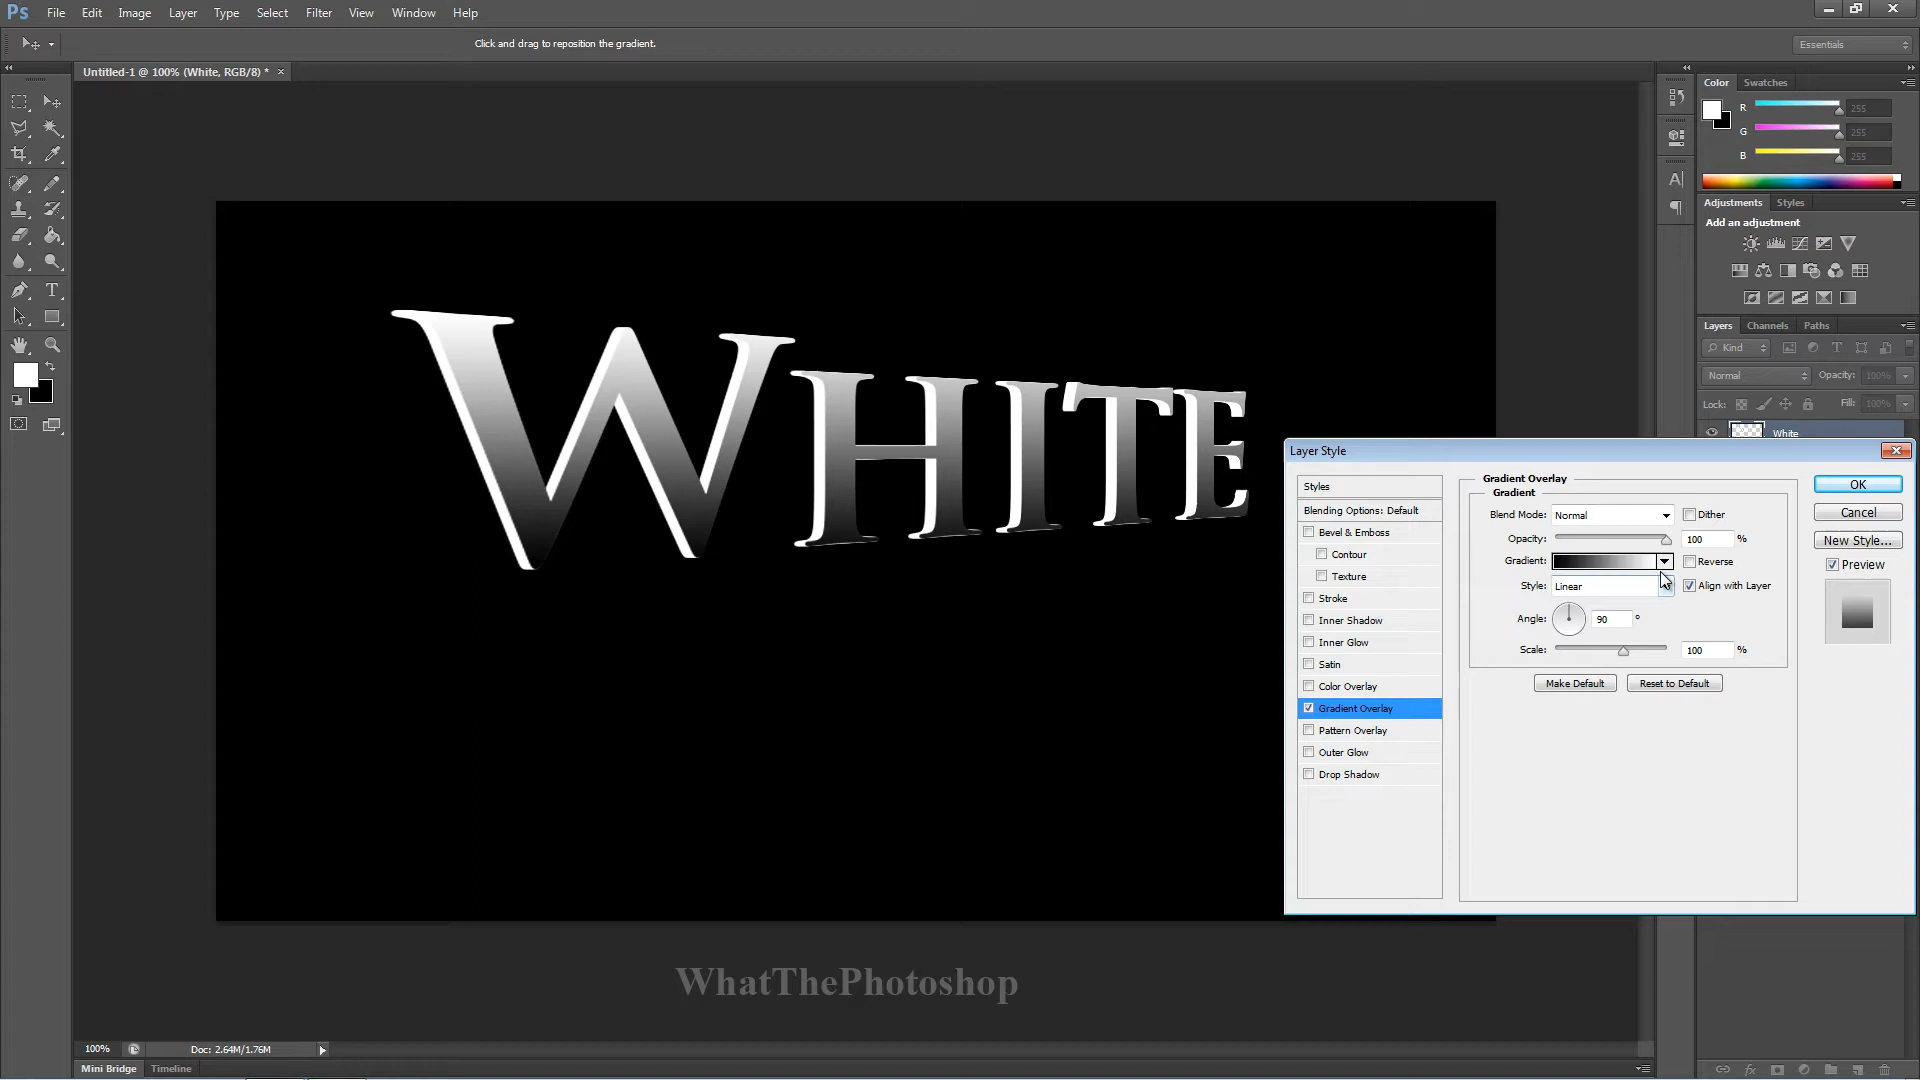 Ps File Edit Image Layer Type Select Filter View Window Help
Click and drag to reposition the gradient.
Essentials
Untitled-1 @ 100% (White, RGB/8) * ×
Color Swatches
R 255
G 255
B 255
Adjustments Styles
Add an adjustment
Layers Channels Paths
Kind
Normal Opacity: 100%
Lock: Fill: 100%
White
WHITE
Layer Style
Styles
Blending Options: Default
Bevel & Emboss
Contour
Texture
Stroke
Inner Shadow
Inner Glow
Satin
Color Overlay
Gradient Overlay
Pattern Overlay
Outer Glow
Drop Shadow
Gradient Overlay
Gradient
Blend Mode: Normal Dither
Opacity: 100 %
Gradient: Reverse
Style: Linear Align with Layer
Angle: 90 °
Scale: 100 %
Make Default Reset to Default
OK
Cancel
New Style...
Preview
WhatThePhotoshop
100% Doc: 2.64M/1.76M
Mini Bridge Timeline